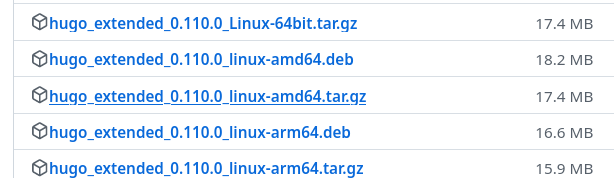 hugo_extended_0.110.0_Linux-64bit.tar.gz 17.4 MB
hugo_extended_0.110.0_linux-amd64.deb 18.2 MB
hugo_extended_0.110.0_linux-amd64.tar.gz 17.4 MB
hugo_extended_0.110.0_linux-arm64.deb 16.6 MB
hugo_extended_0.110.0_linux-arm64.tar.gz 15.9 MB